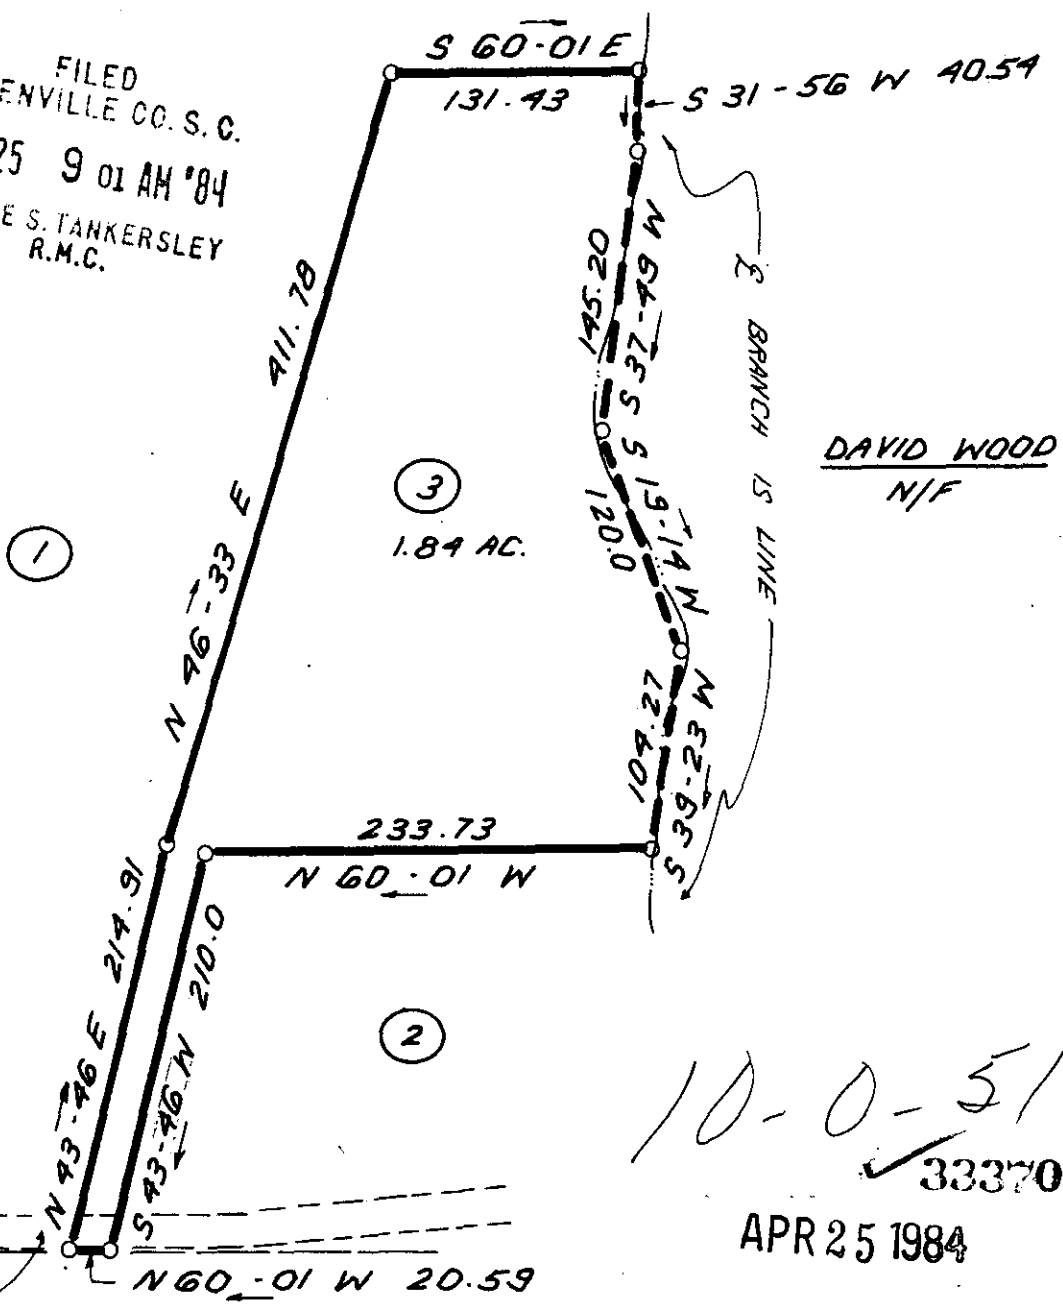 FILED
ENVILLE CO. S. C.
25 9 01 AM '84
E S. TANKERSLEY
R.M.C.
S 60-01 E
131.43
S 31-56 W 40.54
411.78
N 46-33 E
145.20
S 37-49 W
S 19-14 W
120.0
℄ BRANCH IS LINE
DAVID WOOD
N/F
1
3
1.84 AC.
104.27
S 39-23 W
233.73
N 60-01 W
N 43-46 E 214.91
S 43-46 W 210.0
2
N 60-01 W 20.59
10-0-51
33370
APR 25 1984